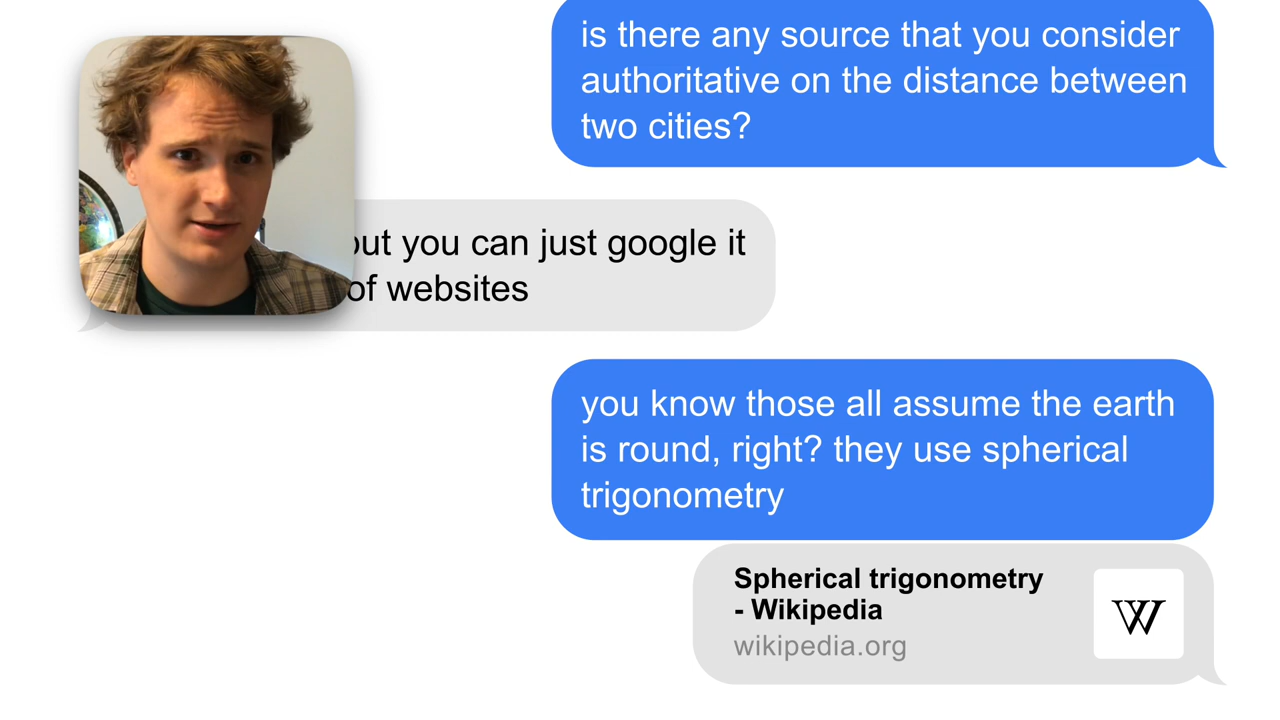 is there any source that you consider
authoritative on the distance between
two cities?
but you can just google it
of websites
you know those all assume the earth
is round, right? they use spherical
trigonometry
Spherical trigonometry
- Wikipedia
wikipedia.org
W